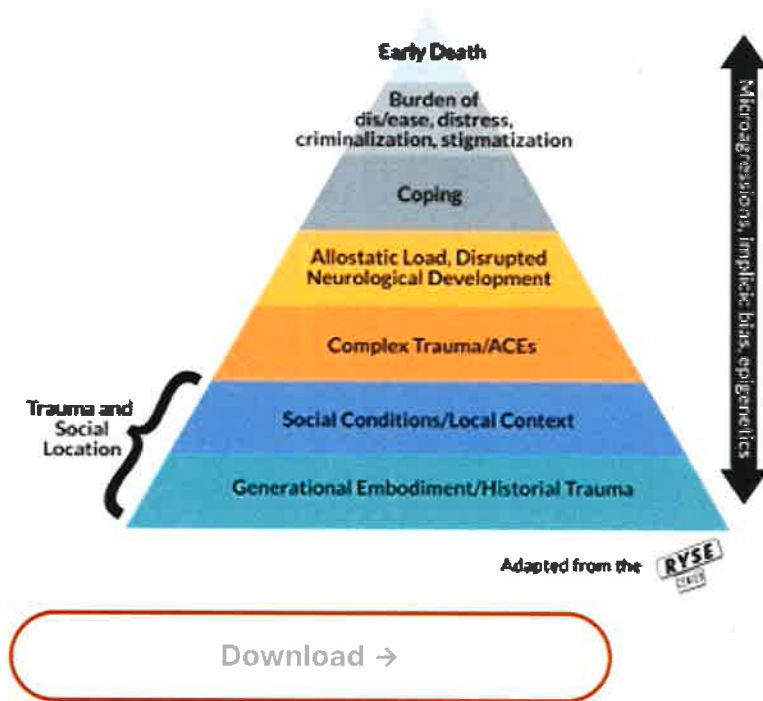 Early Death
Burden of
dis/ease, distress,
criminalization, stigmatization
Coping
Allostatic Load, Disrupted
Neurological Development
Complex Trauma/ACEs
Trauma and
Social
Location
Social Conditions/Local Context
Generational Embodiment/Historial Trauma
Microagressions, implicic bias, epigenetics
Adapted from the
RYSE
CENTER
Download →